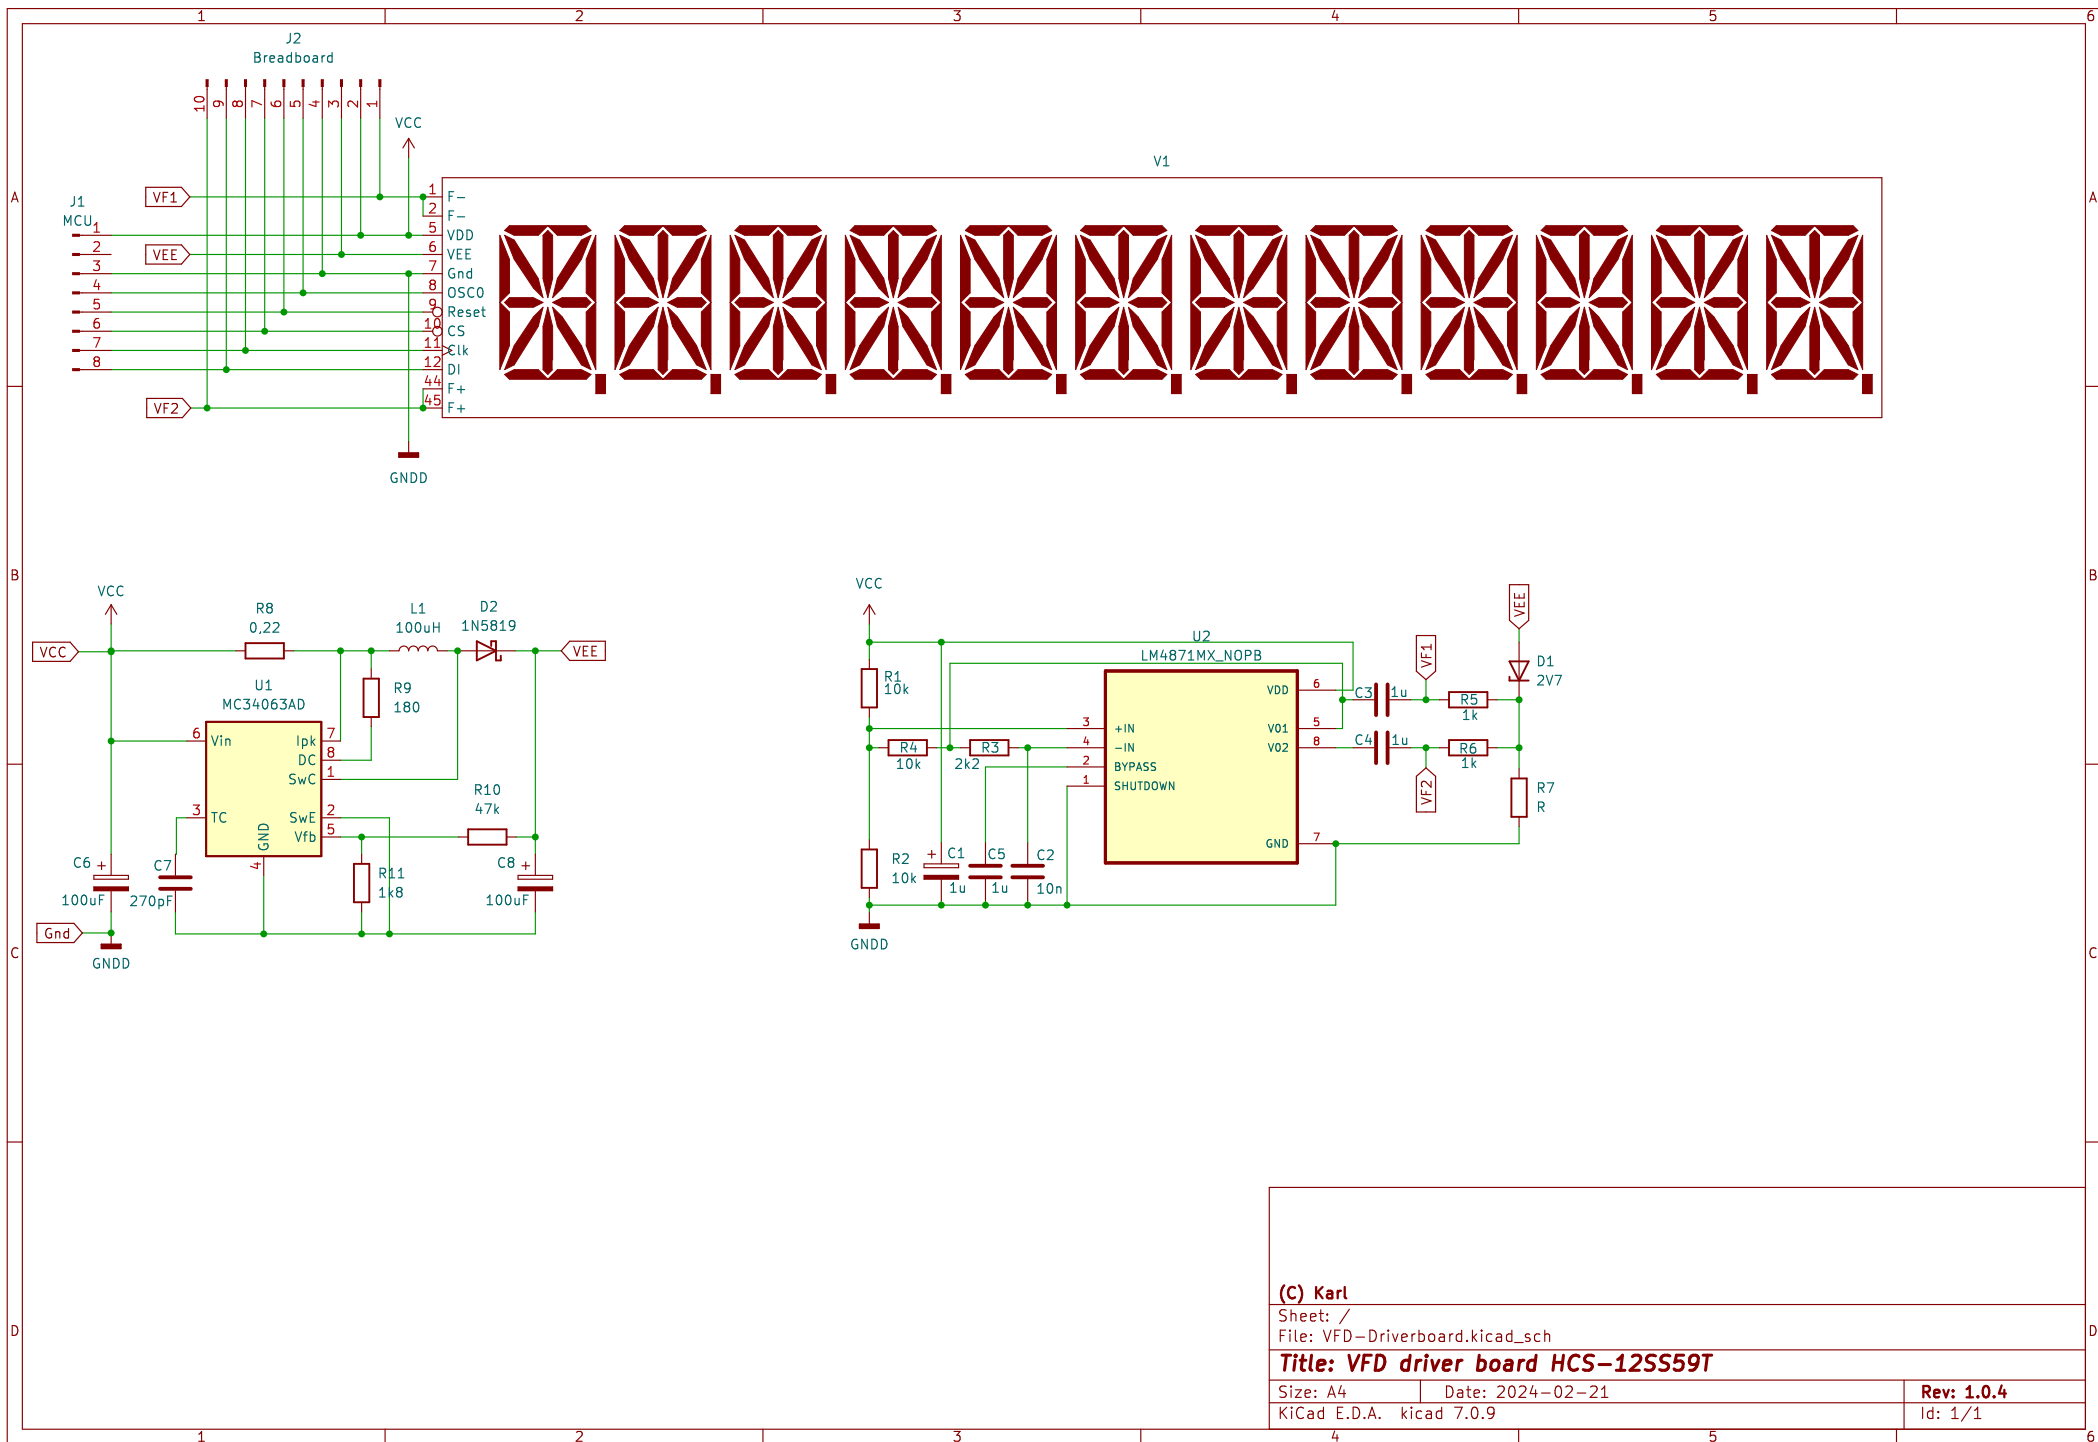 1 2 3 4 5 6
J2
Breadboard
10 9 8 7 6 5 4 3 2 1
VCC
V1
A A
VF1
1 F-
2 F-
J1
MCU
1
5 VDD
2
VEE
6 VEE
3
7 Gnd
4
8 OSC0
5
9 Reset
6
10 CS
7
11 Clk
8
12 DI
44 F+
VF2
45 F+
GNDD
B B
VCC
VCC
R8
0,22
L1
100uH
D2
1N5819
VEE
U1
MC34063AD
R9
180
6 Vin
Ipk 7
DC 8
SwC 1
3 TC
SwE 2
Vfb 5
GND
4
R10
47k
C6
100uF
C7
270pF
R11
1k8
C8
100uF
Gnd
GNDD
VCC
R1
10k
R4
10k
R3
2k2
U2
LM4871MX_NOPB
VDD 6
3 +IN
V01 5
4 -IN
V02 8
2 BYPASS
1 SHUTDOWN
GND 7
R2
10k
C1
1u
C5
1u
C2
10n
GNDD
VEE
VF1
D1
2V7
C3 1u
R5
1k
C4 1u
R6
1k
VF2
R7
R
C C
D D
(C) Karl
Sheet: /
File: VFD-Driverboard.kicad_sch
Title: VFD driver board HCS-12SS59T
Size: A4 Date: 2024-02-21 Rev: 1.0.4
KiCad E.D.A. kicad 7.0.9 Id: 1/1
1 2 3 4 5 6